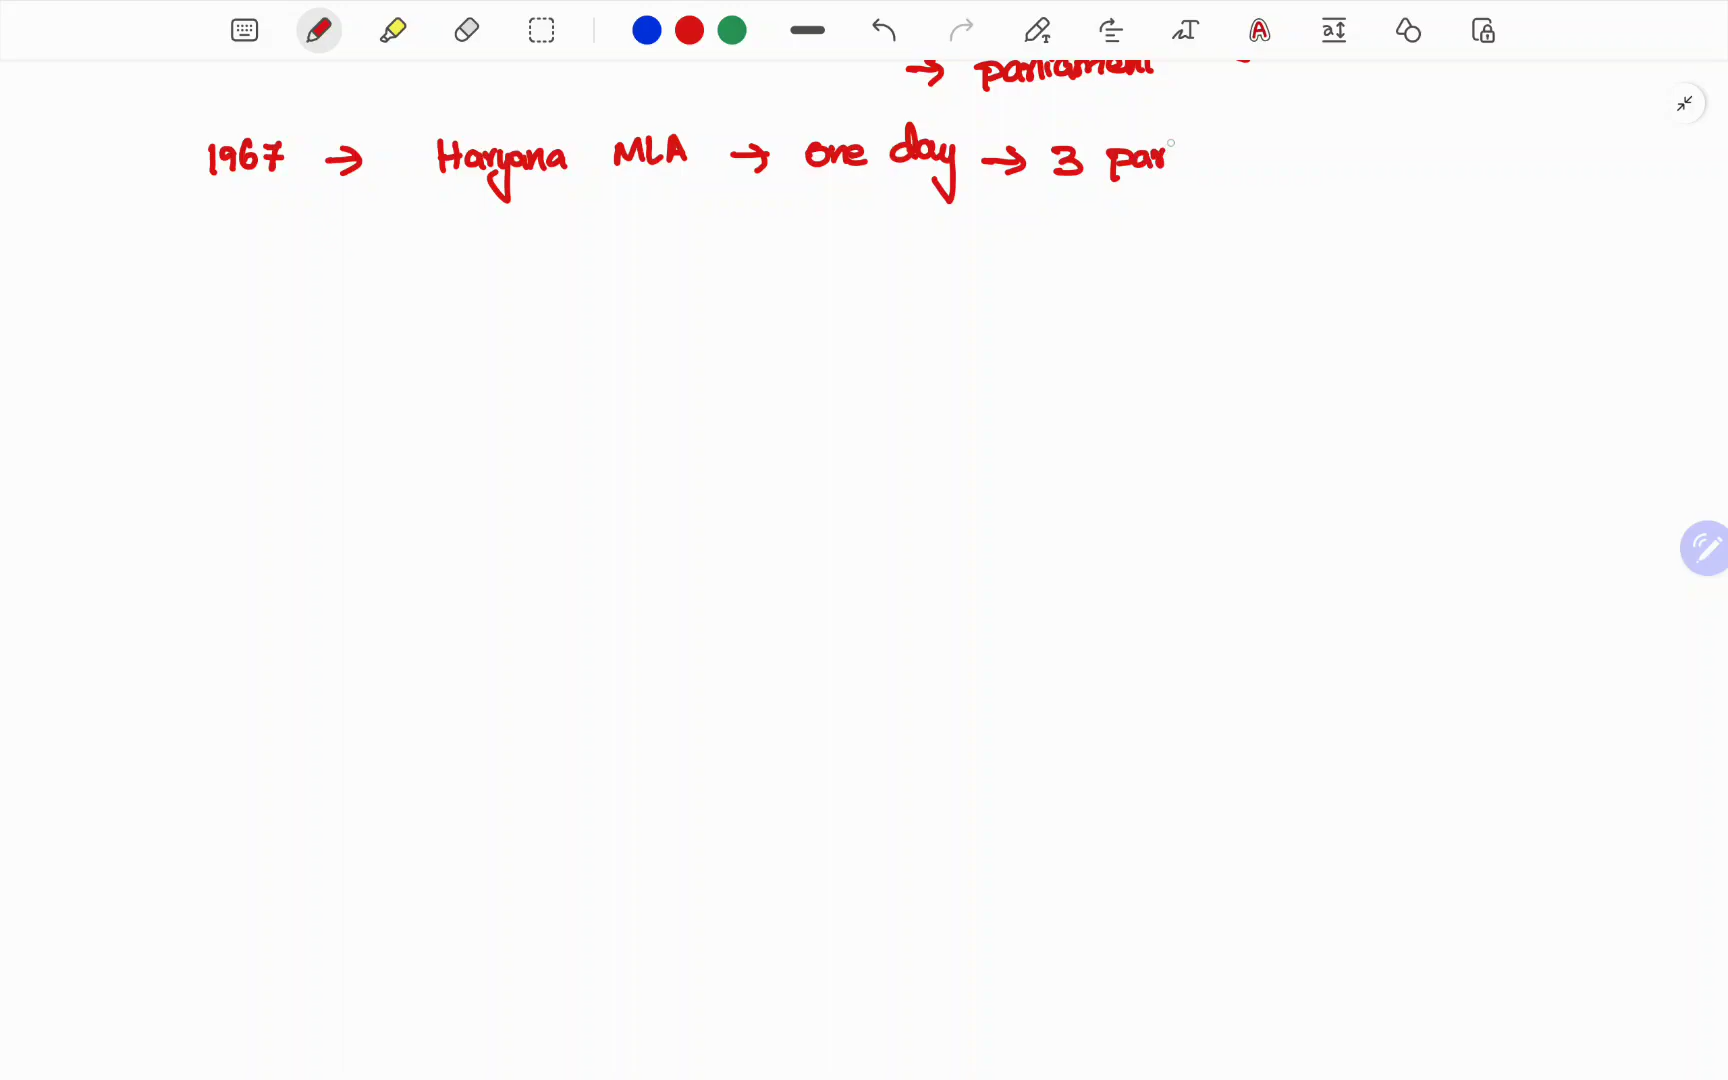 → parliament
1967 → Haryana MLA → one day → 3 par